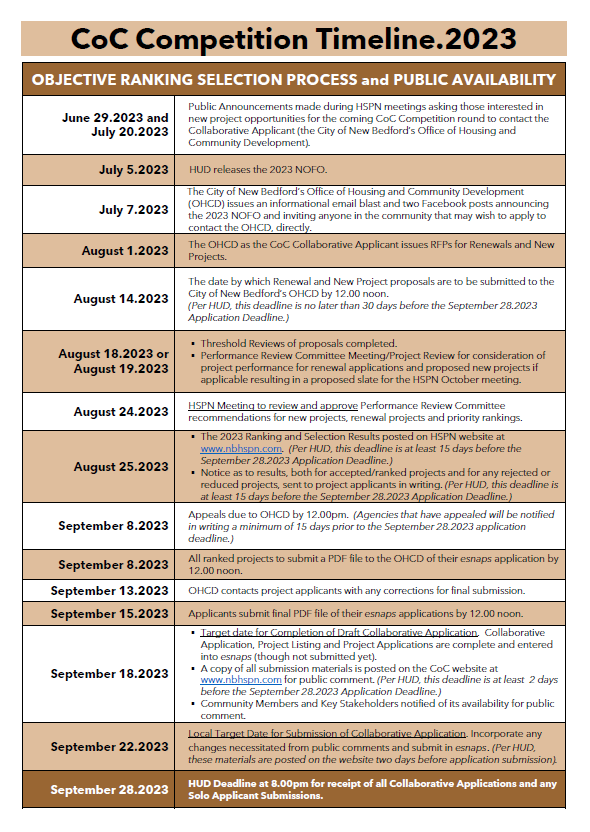 CoC Competition Timeline.2023
OBJECTIVE RANKING SELECTION PROCESS and PUBLIC AVAILABILITY
June 29.2023 and
July 20.2023
Public Announcements made during HSPN meetings asking those interested in
new project opportunities for the coming CoC Competition round to contact the
Collaborative Applicant (the City of New Bedford's Office of Housing and
Community Development).
July 5.2023
HUD releases the 2023 NOFO.
July 7.2023
The City of New Bedford's Office of Housing and Community Development
(OHCD) issues an informational email blast and two Facebook posts announcing
the 2023 NOFO and inviting anyone in the community that may wish to apply to
contact the OHCD, directly.
August 1.2023
The OHCD as the CoC Collaborative Applicant issues RFPs for Renewals and New
Projects.
August 14.2023
The date by which Renewal and New Project proposals are to be submitted to the
City of New Bedford's OHCD by 12.00 noon.
(Per HUD, this deadline is no later than 30 days before the September 28.2023
Application Deadline.)
August 18.2023 or
August 19.2023
▪ Threshold Reviews of proposals completed.
▪ Performance Review Committee Meeting/Project Review for consideration of
project performance for renewal applications and proposed new projects if
applicable resulting in a proposed slate for the HSPN October meeting.
August 24.2023
HSPN Meeting to review and approve Performance Review Committee
recommendations for new projects, renewal projects and priority rankings.
August 25.2023
▪ The 2023 Ranking and Selection Results posted on HSPN website at
www.nbhspn.com. (Per HUD, this deadline is at least 15 days before the
September 28.2023 Application Deadline.)
▪ Notice as to results, both for accepted/ranked projects and for any rejected or
reduced projects, sent to project applicants in writing. (Per HUD, this deadline is
at least 15 days before the September 28.2023 Application Deadline.)
September 8.2023
Appeals due to OHCD by 12.00pm. (Agencies that have appealed will be notified
in writing a minimum of 15 days prior to the September 28.2023 application
deadline.)
September 8.2023
All ranked projects to submit a PDF file to the OHCD of their esnaps application by
12.00 noon.
September 13.2023
OHCD contacts project applicants with any corrections for final submission.
September 15.2023
Applicants submit final PDF file of their esnaps applications by 12.00 noon.
September 18.2023
▪ Target date for Completion of Draft Collaborative Application. Collaborative
Application, Project Listing and Project Applications are complete and entered
into esnaps (though not submitted yet).
▪ A copy of all submission materials is posted on the CoC website at
www.nbhspn.com for public comment. (Per HUD, this deadline is at least 2 days
before the September 28.2023 Application Deadline.)
▪ Community Members and Key Stakeholders notified of its availability for public
comment.
September 22.2023
Local Target Date for Submission of Collaborative Application. Incorporate any
changes necessitated from public comments and submit in esnaps. (Per HUD,
these materials are posted on the website two days before application submission).
September 28.2023
HUD Deadline at 8.00pm for receipt of all Collaborative Applications and any
Solo Applicant Submissions.